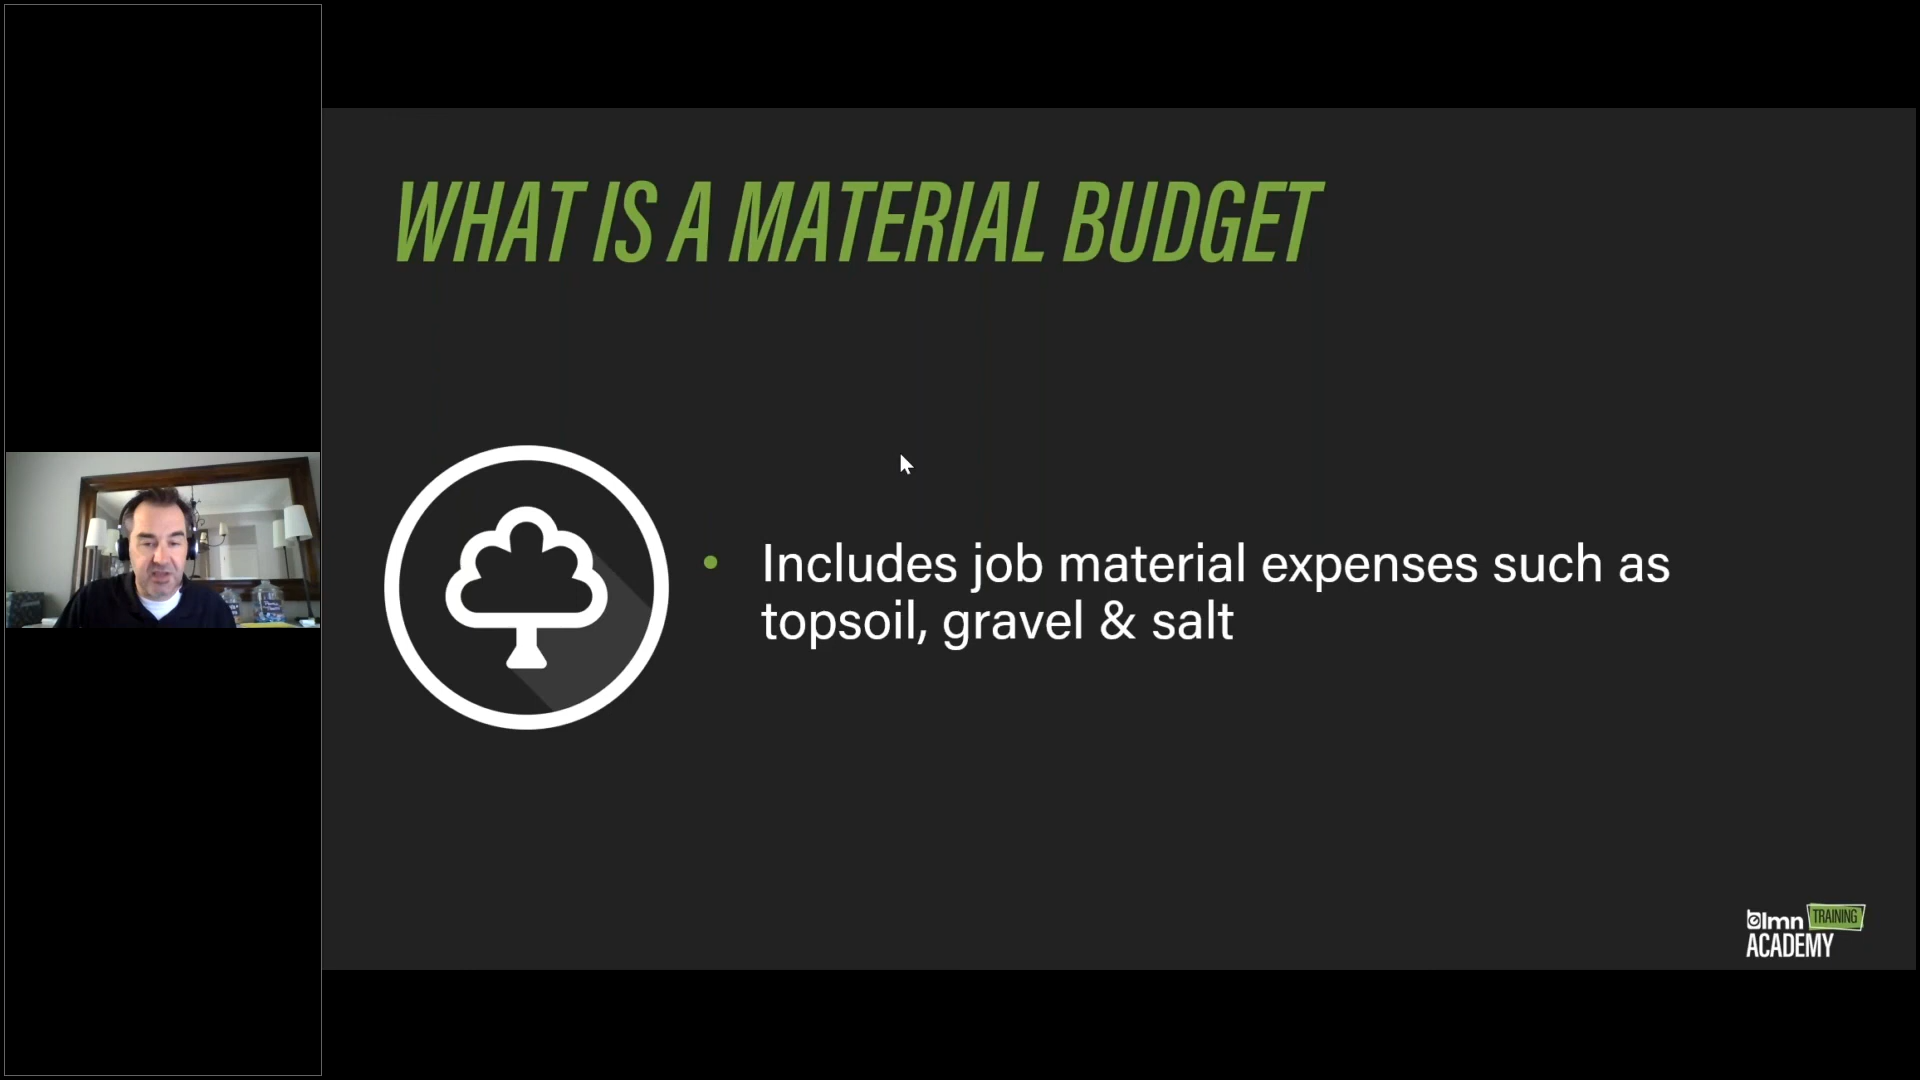 WHAT IS A MATERIAL BUDGET
• Includes job material expenses such as
topsoil, gravel & salt
lmn TRAINING
ACADEMY